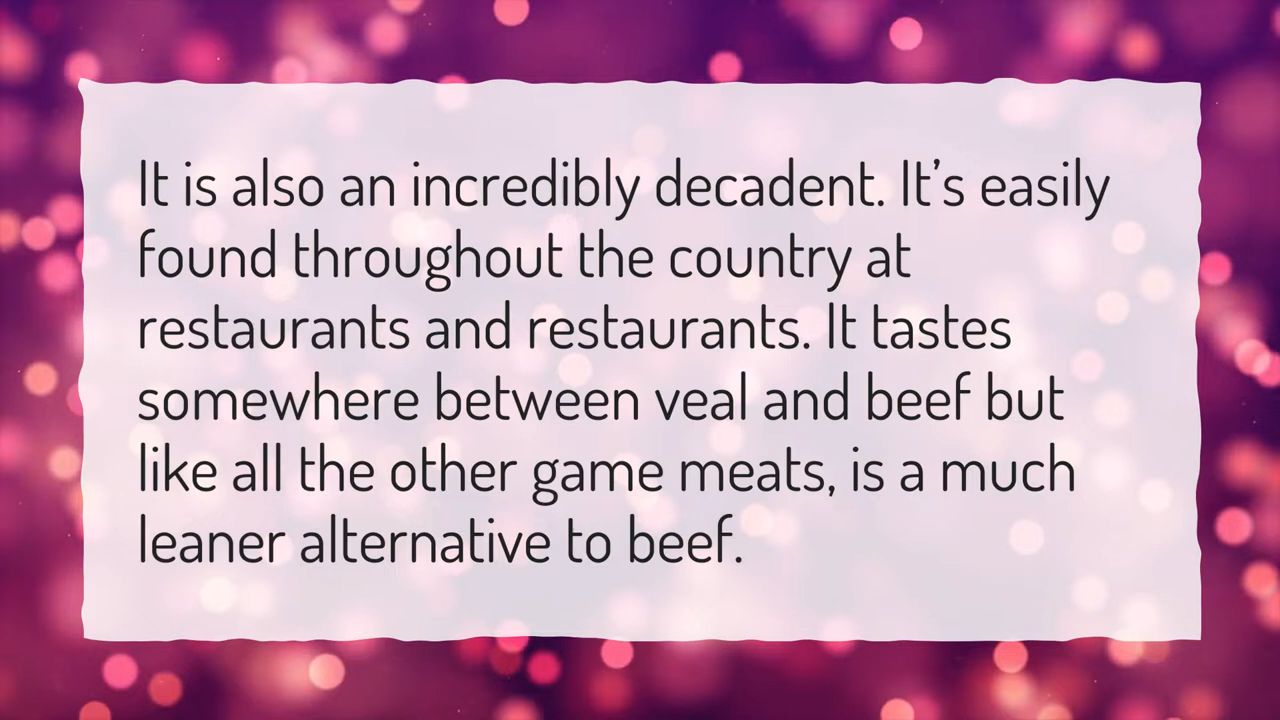 It is also an incredibly decadent. It’s easily
found throughout the country at
restaurants and restaurants. It tastes
somewhere between veal and beef but
like all the other game meats, is a much
leaner alternative to beef.